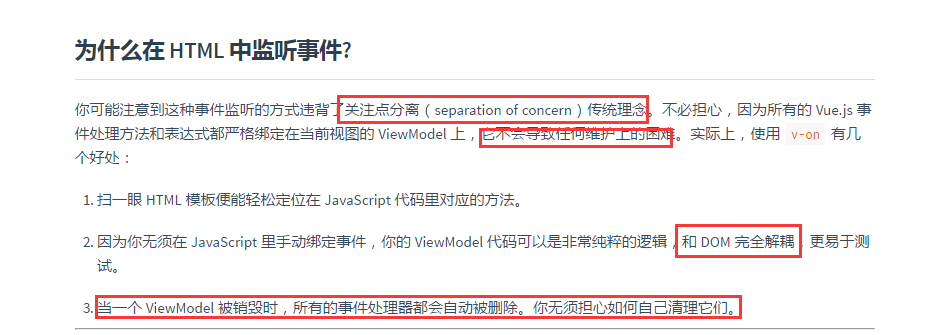 为什么在 HTML 中监听事件?
你可能注意到这种事件监听的方式违背了关注点分离（separation of concern）传统理念。不必担心，因为所有的 Vue.js 事
件处理方法和表达式都严格绑定在当前视图的 ViewModel 上，它不会导致任何维护上的困难。实际上，使用 v-on 有几
个好处：
1. 扫一眼 HTML 模板便能轻松定位在 JavaScript 代码里对应的方法。
2. 因为你无须在 JavaScript 里手动绑定事件，你的 ViewModel 代码可以是非常纯粹的逻辑，和 DOM 完全解耦，更易于测
试。
3. 当一个 ViewModel 被销毁时，所有的事件处理器都会自动被删除。你无须担心如何自己清理它们。